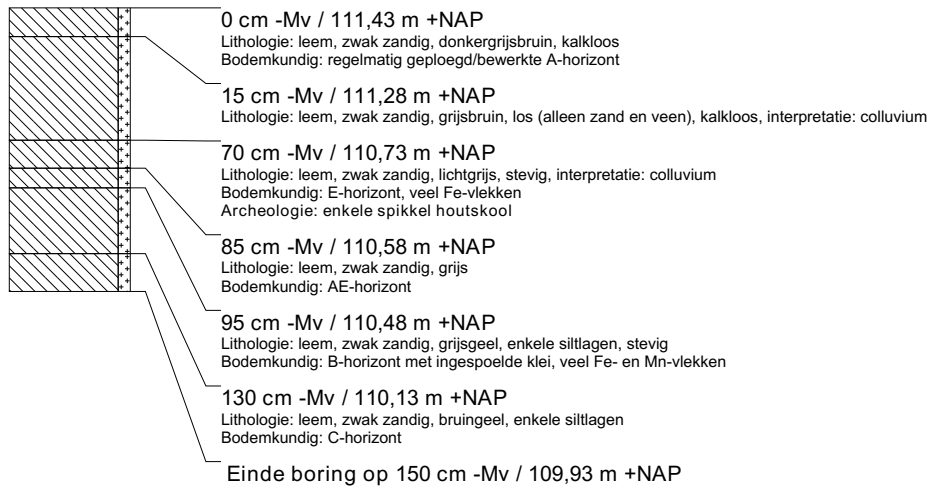 0 cm -Mv / 111,43 m +NAP
Lithologie: leem, zwak zandig, donkergrijsbruin, kalkloos
Bodemkundig: regelmatig geploegd/bewerkte A-horizont
15 cm -Mv / 111,28 m +NAP
Lithologie: leem, zwak zandig, grijsbruin, los (alleen zand en veen), kalkloos, interpretatie: colluvium
70 cm -Mv / 110,73 m +NAP
Lithologie: leem, zwak zandig, lichtgrijs, stevig, interpretatie: colluvium
Bodemkundig: E-horizont, veel Fe-vlekken
Archeologie: enkele spikkel houtskool
85 cm -Mv / 110,58 m +NAP
Lithologie: leem, zwak zandig, grijs
Bodemkundig: AE-horizont
95 cm -Mv / 110,48 m +NAP
Lithologie: leem, zwak zandig, grijsgeel, enkele siltlagen, stevig
Bodemkundig: B-horizont met ingespoelde klei, veel Fe- en Mn-vlekken
130 cm -Mv / 110,13 m +NAP
Lithologie: leem, zwak zandig, bruingeel, enkele siltlagen
Bodemkundig: C-horizont
Einde boring op 150 cm -Mv / 109,93 m +NAP